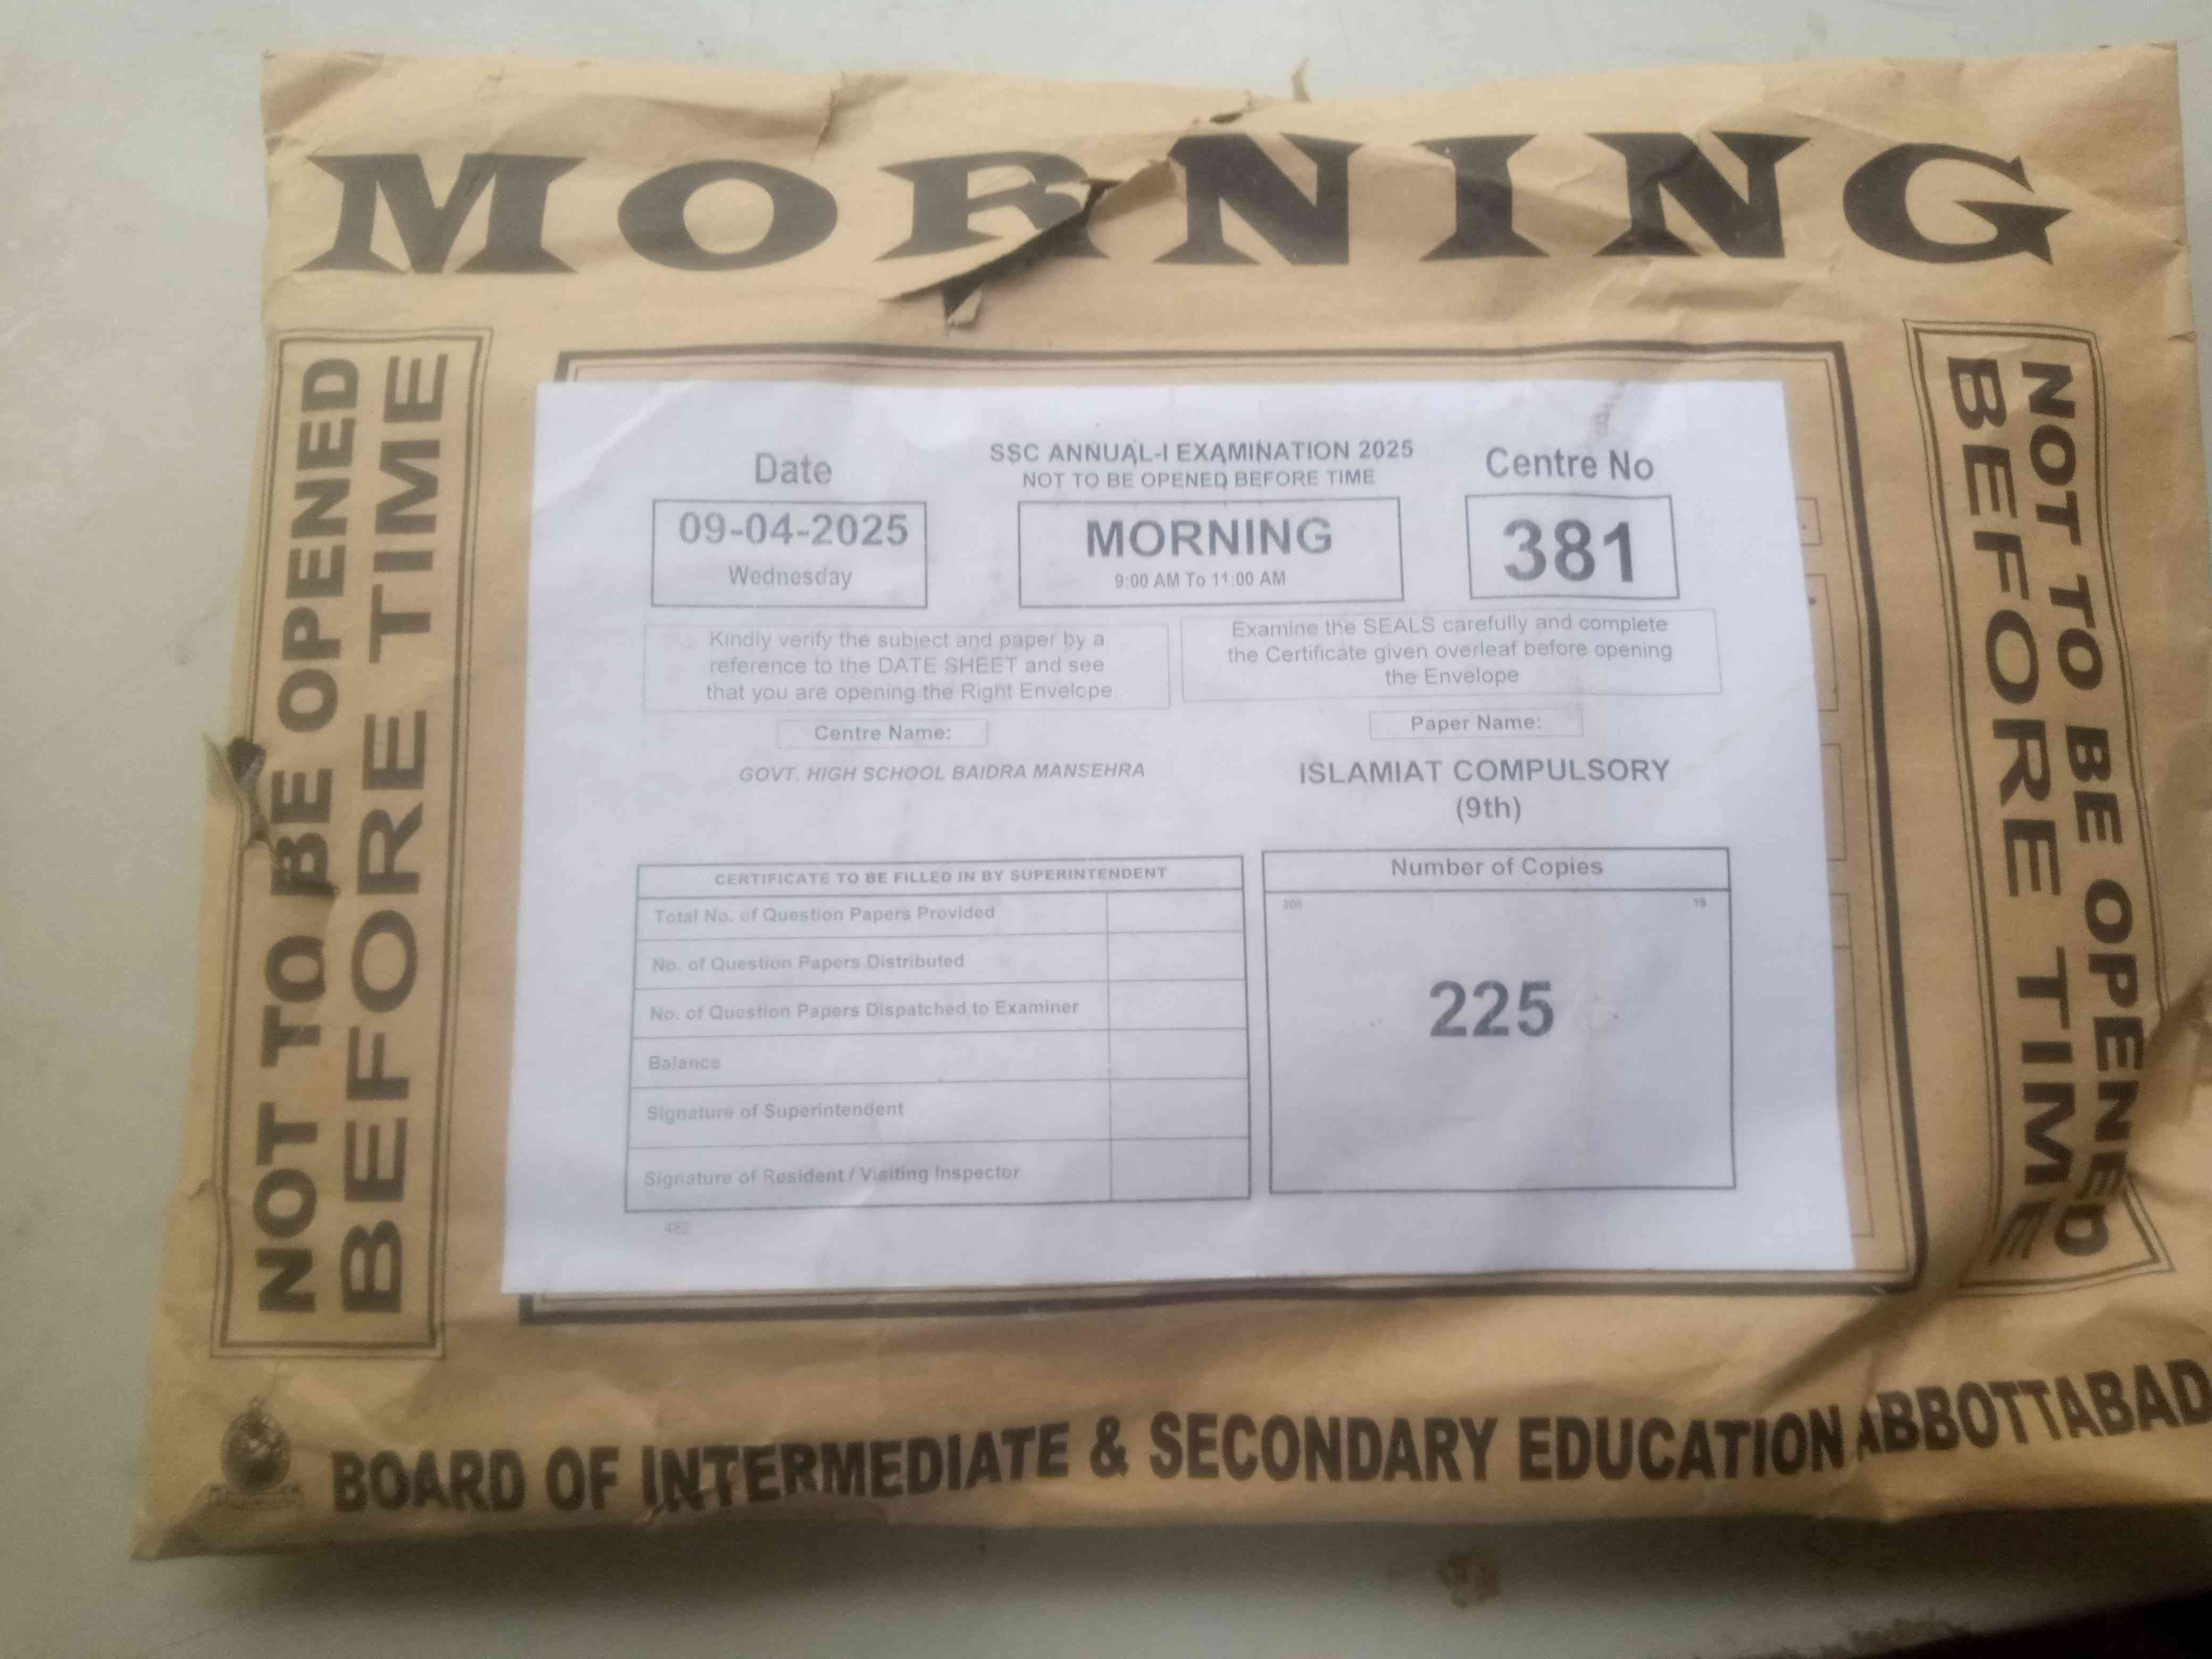 MORNING
NOT TO BE OPENED
BEFORE TIME
Date
09-04-2025
Wednesday
SSC ANNUAL-I EXAMINATION 2025
NOT TO BE OPENED BEFORE TIME
MORNING
9:00 AM To 11:00 AM
Centre No
381
Kindly verify the subject and paper by a
reference to the DATE SHEET and see
that you are opening the Right Envelope.
Examine the SEALS carefully and complete
the Certificate given overleaf before opening
the Envelope
Centre Name:
GOVT. HIGH SCHOOL BAIDRA MANSEHRA
Paper Name:
ISLAMIAT COMPULSORY
(9th)
CERTIFICATE TO BE FILLED IN BY SUPERINTENDENT
Total No. of Question Papers Provided
No. of Question Papers Distributed
No. of Question Papers Dispatched to Examiner
Balance
Signature of Superintendent
Signature of Resident / Visiting Inspector
482
Number of Copies
206 19
225
NOT TO BE OPENED
BEFORE TIME
BOARD OF INTERMEDIATE & SECONDARY EDUCATION ABBOTTABAD